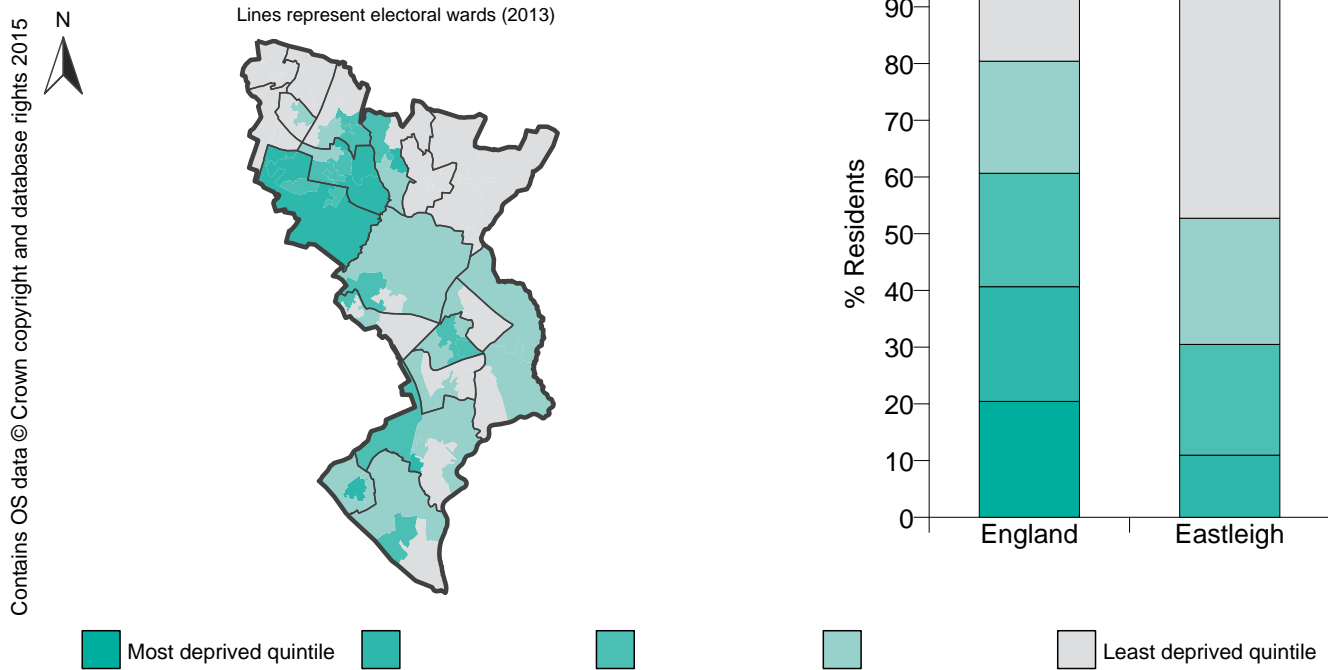 Lines represent electoral wards (2013)
N
Contains OS data © Crown copyright and database rights 2015
% Residents
90
80
70
60
50
40
30
20
10
0
England
Eastleigh
Most deprived quintile
Least deprived quintile